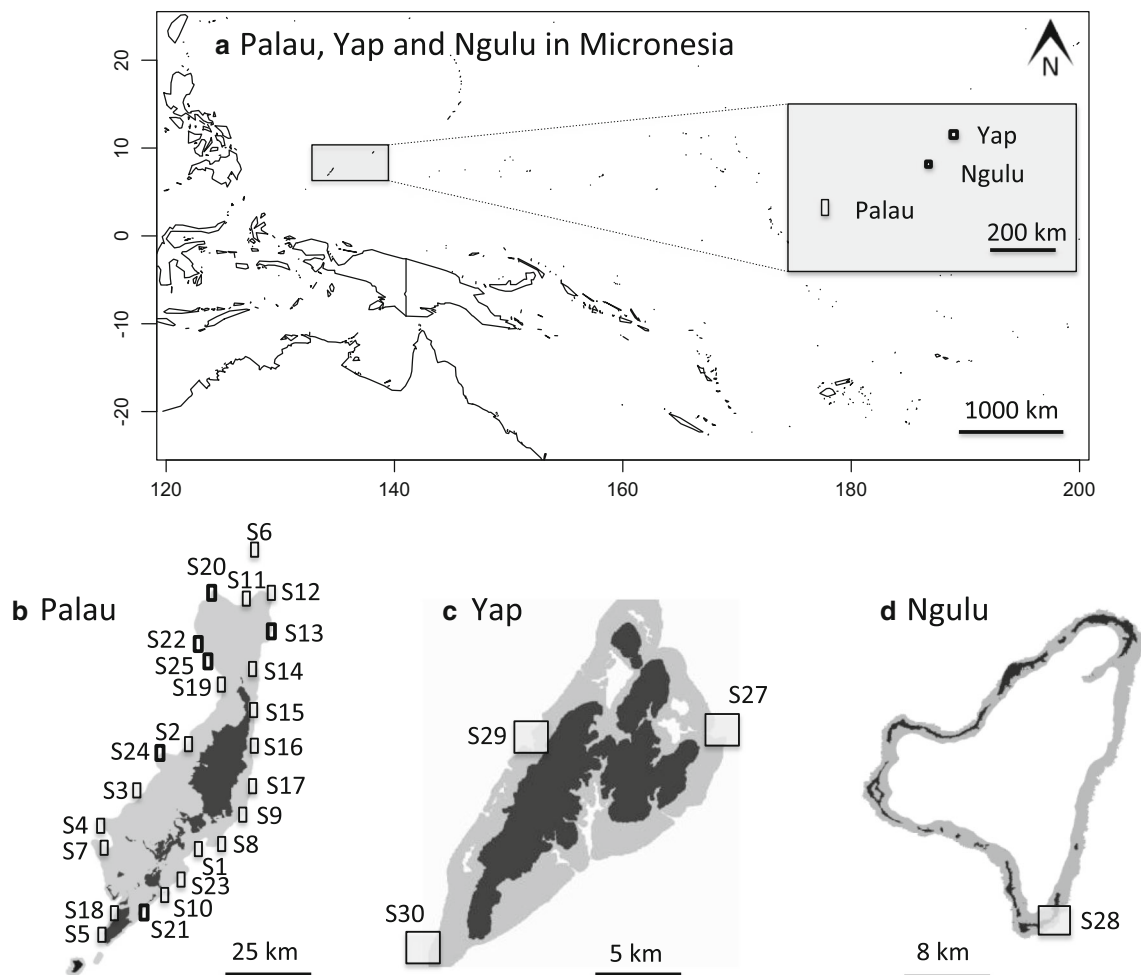 a Palau, Yap and Ngulu in Micronesia
N
20
10
0
-10
-20
Yap
Ngulu
Palau
200 km
1000 km
120
140
160
180
200
b Palau
S6
S20
S11
S12
S22
S13
S25
S14
S19
S15
S2
S16
S24
S3
S17
S9
S4
S8
S7
S1
S23
S10
S18
S21
S5
25 km
c Yap
S27
S29
S30
5 km
d Ngulu
S28
8 km